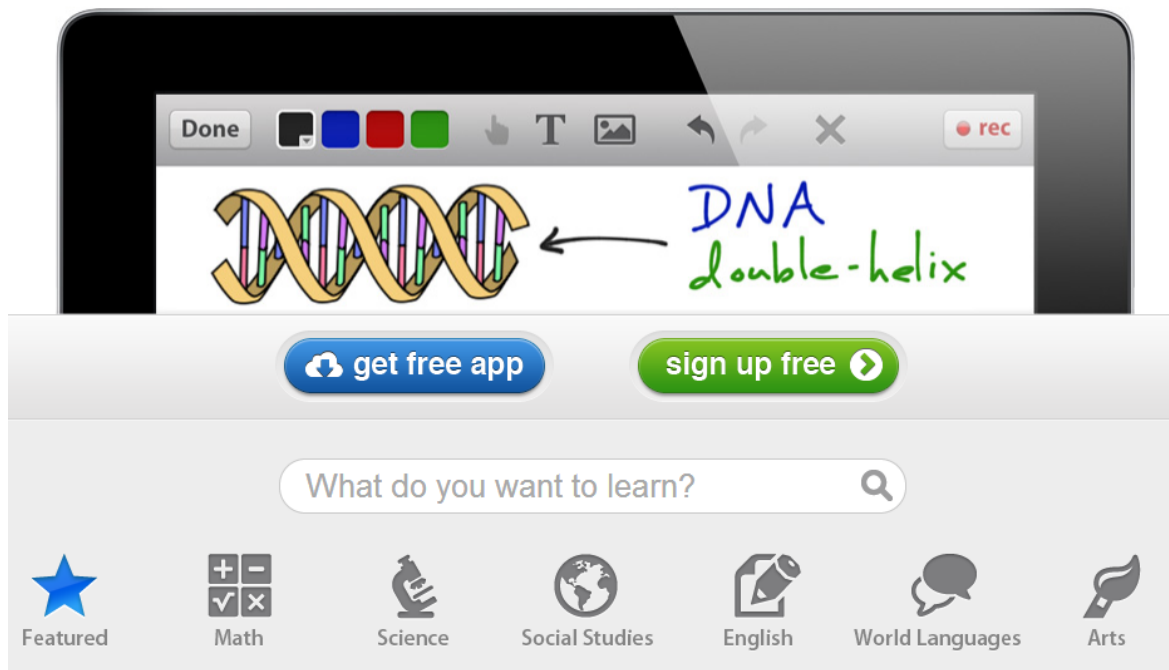 Done T rec
DNA
double-helix
get free app sign up free
What do you want to learn?
Featured Math Science Social Studies English World Languages Arts